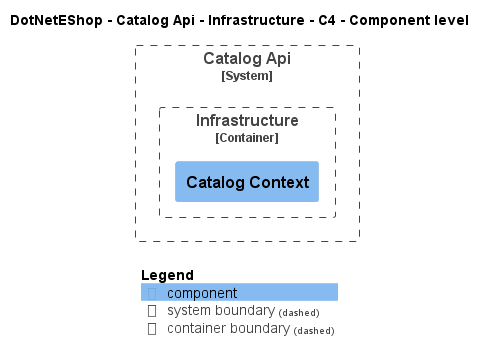 DotNetEShop - Catalog Api - Infrastructure - C4 - Component level
Catalog Api
[System]
Infrastructure
[Container]
Catalog Context
Legend
component
system boundary (dashed)
container boundary (dashed)